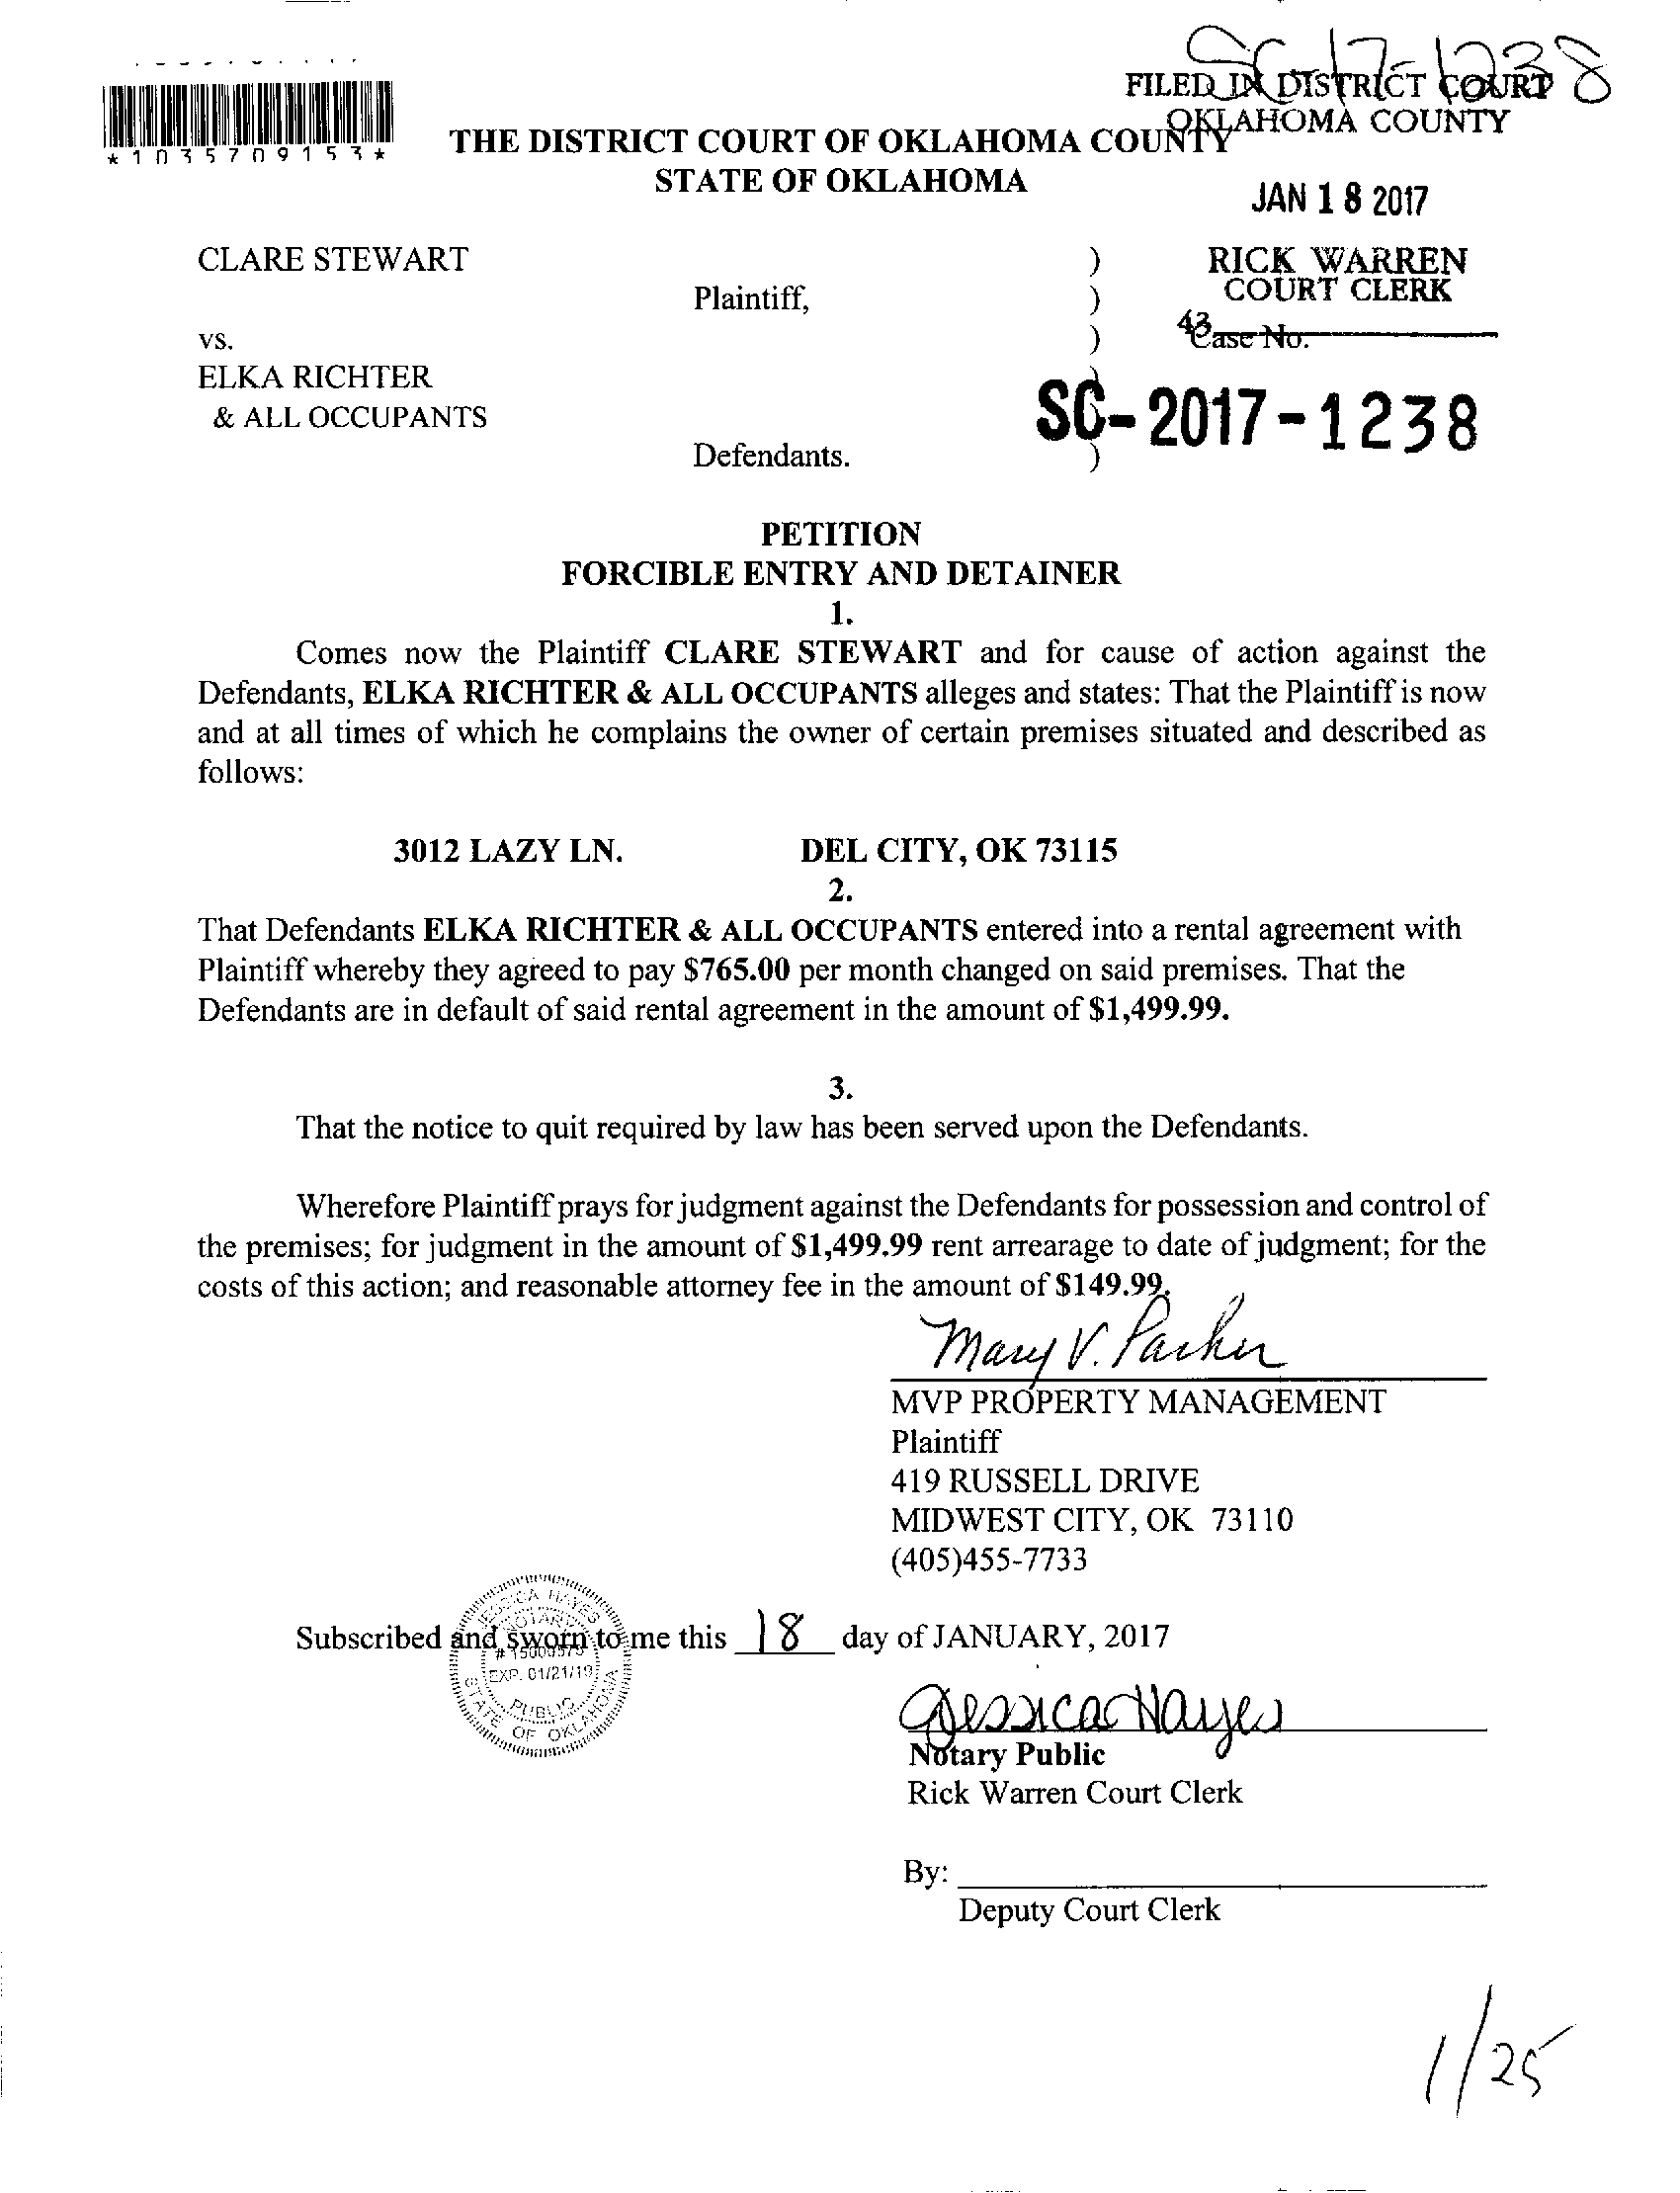 SC-17-1238
FILED IN DISTRICT COURT
OKLAHOMA COUNTY
*1035709153*
THE DISTRICT COURT OF OKLAHOMA COUNTY
STATE OF OKLAHOMA
JAN 18 2017
CLARE STEWART )
Plaintiff, )
RICK WARREN
COURT CLERK
vs. )
43
Case No.
ELKA RICHTER )
& ALL OCCUPANTS
SC-2017-1238
Defendants. )
PETITION
FORCIBLE ENTRY AND DETAINER
1.
Comes now the Plaintiff CLARE STEWART and for cause of action against the
Defendants, ELKA RICHTER & ALL OCCUPANTS alleges and states: That the Plaintiff is now
and at all times of which he complains the owner of certain premises situated and described as
follows:
3012 LAZY LN. DEL CITY, OK 73115
2.
That Defendants ELKA RICHTER & ALL OCCUPANTS entered into a rental agreement with
Plaintiff whereby they agreed to pay $765.00 per month changed on said premises. That the
Defendants are in default of said rental agreement in the amount of $1,499.99.
3.
That the notice to quit required by law has been served upon the Defendants.
Wherefore Plaintiff prays for judgment against the Defendants for possession and control of
the premises; for judgment in the amount of $1,499.99 rent arrearage to date of judgment; for the
costs of this action; and reasonable attorney fee in the amount of $149.99.
Mary V. Parker
MVP PROPERTY MANAGEMENT
Plaintiff
419 RUSSELL DRIVE
MIDWEST CITY, OK 73110
(405)455-7733
Subscribed and sworn to me this 18 day of JANUARY, 2017
JESSICA HAYES
NOTARY
EXP. 01/21/19
PUBLIC
STATE OF OKLAHOMA
Jessica Hayes
Notary Public
Rick Warren Court Clerk
By:
Deputy Court Clerk
1/25